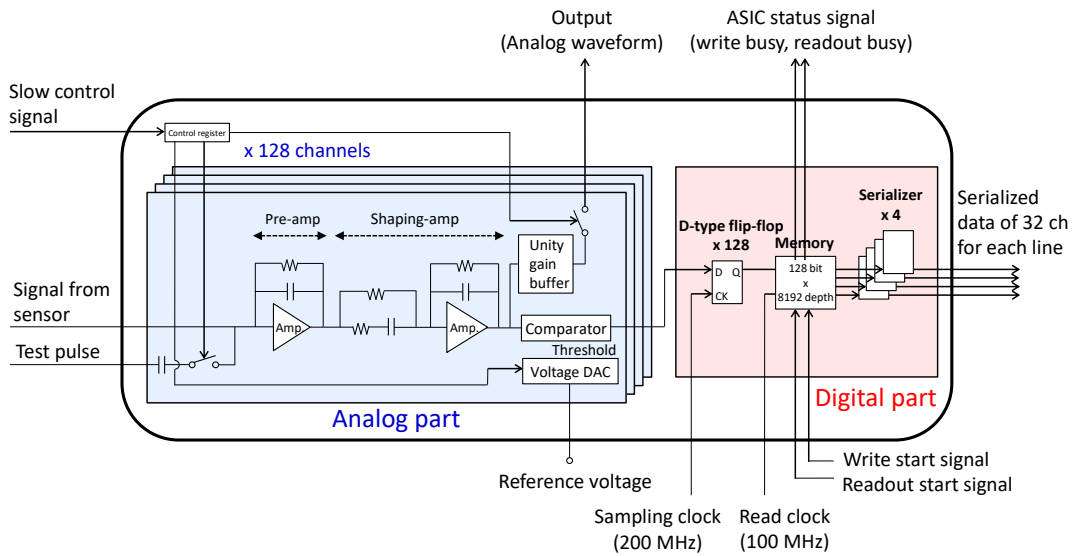 Output
(Analog waveform)
ASIC status signal
(write busy, readout busy)
Slow control
signal
Control register
x 128 channels
Pre-amp
Shaping-amp
Unity
gain
buffer
Amp.
Amp.
Comparator
Threshold
Voltage DAC
Signal from
sensor
Test pulse
Analog part
Reference voltage
D-type flip-flop
x 128
D Q
CK
Memory
128 bit
x
8192 depth
Serializer
x 4
Serialized
data of 32 ch
for each line
Digital part
Write start signal
Readout start signal
Sampling clock
(200 MHz)
Read clock
(100 MHz)